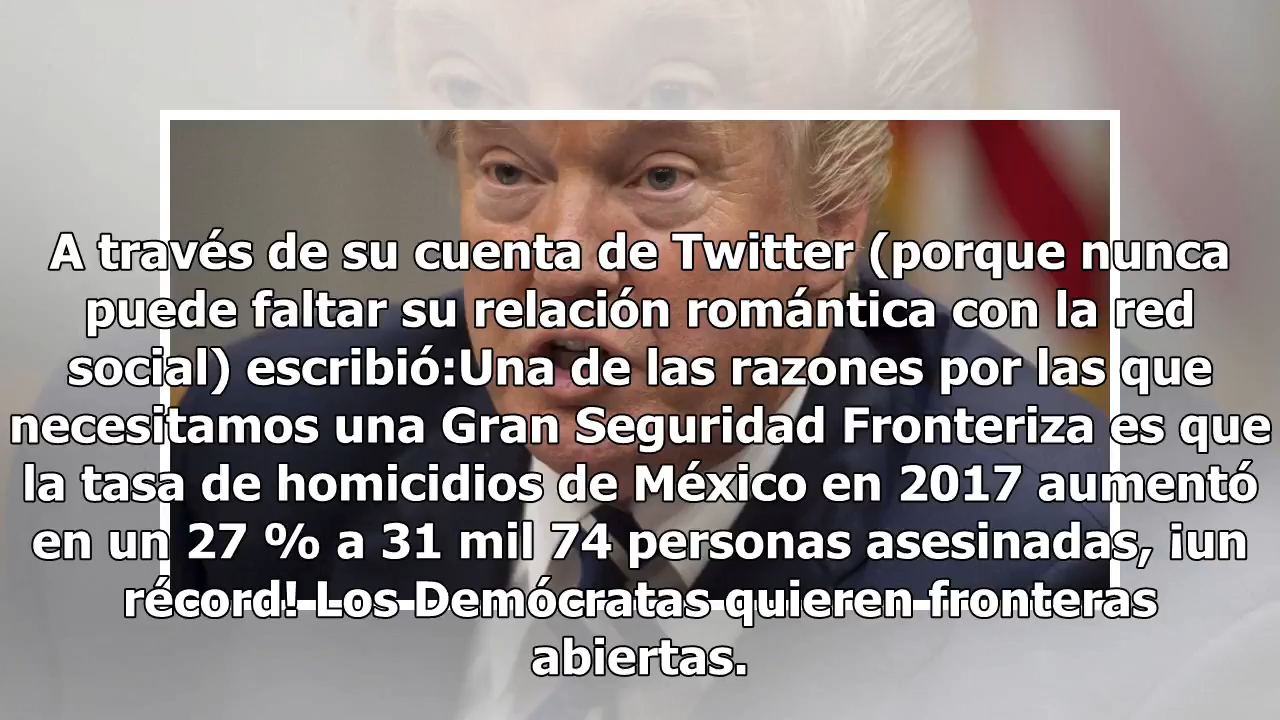 A través de su cuenta de Twitter (porque nunca
puede faltar su relación romántica con la red
social) escribió:Una de las razones por las que
necesitamos una Gran Seguridad Fronteriza es que
la tasa de homicidios de México en 2017 aumentó
en un 27 % a 31 mil 74 personas asesinadas, ¡un
récord! Los Demócratas quieren fronteras
abiertas.